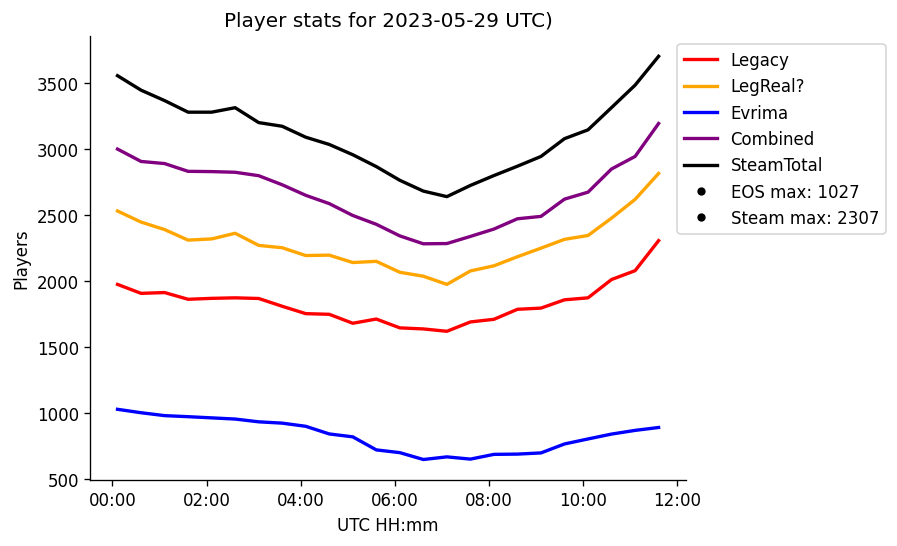 Player stats for 2023-05-29 UTC)
Legacy
LegReal?
Evrima
Combined
SteamTotal
EOS max: 1027
Steam max: 2307
Players
3500
3000
2500
2000
1500
1000
500
00:00 02:00 04:00 06:00 08:00 10:00 12:00
UTC HH:mm